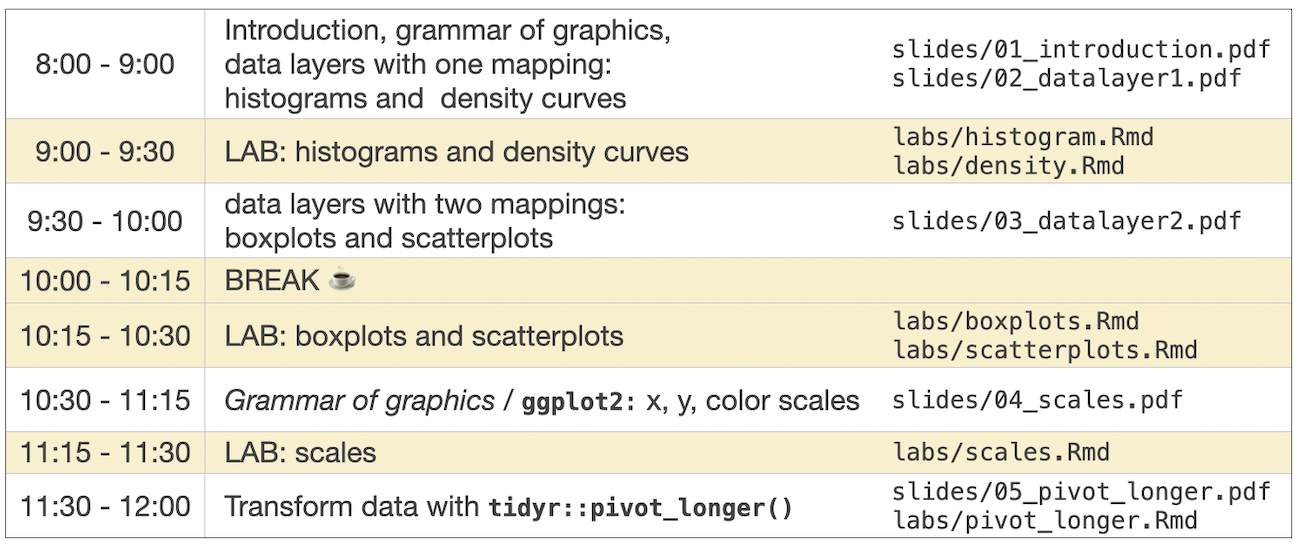 8:00 - 9:00
Introduction, grammar of graphics,
data layers with one mapping:
histograms and density curves
slides/01_introduction.pdf
slides/02_datalayer1.pdf
9:00 - 9:30
LAB: histograms and density curves
labs/histogram.Rmd
labs/density.Rmd
9:30 - 10:00
data layers with two mappings:
boxplots and scatterplots
slides/03_datalayer2.pdf
10:00 - 10:15
BREAK ☕
10:15 - 10:30
LAB: boxplots and scatterplots
labs/boxplots.Rmd
labs/scatterplots.Rmd
10:30 - 11:15
Grammar of graphics / ggplot2: x, y, color scales
slides/04_scales.pdf
11:15 - 11:30
LAB: scales
labs/scales.Rmd
11:30 - 12:00
Transform data with tidyr::pivot_longer()
slides/05_pivot_longer.pdf
labs/pivot_longer.Rmd